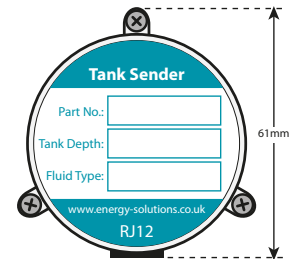 Tank Sender
Part No.:
Tank Depth:
Fluid Type:
www.energy-solutions.co.uk
RJ12
61mm